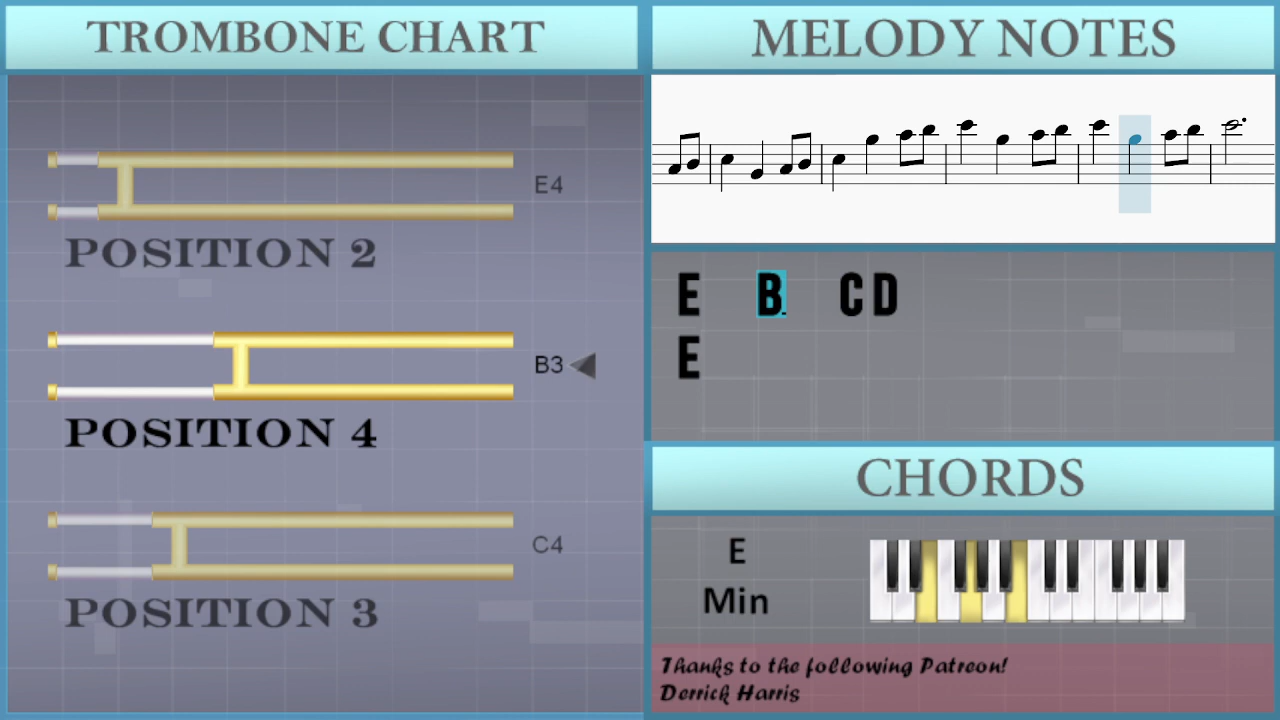 TROMBONE CHART
E4
POSITION 2
B3
POSITION 4
C4
POSITION 3
MELODY NOTES
E B. C D
E
CHORDS
E
Min
Thanks to the following Patreon!
Derrick Harris